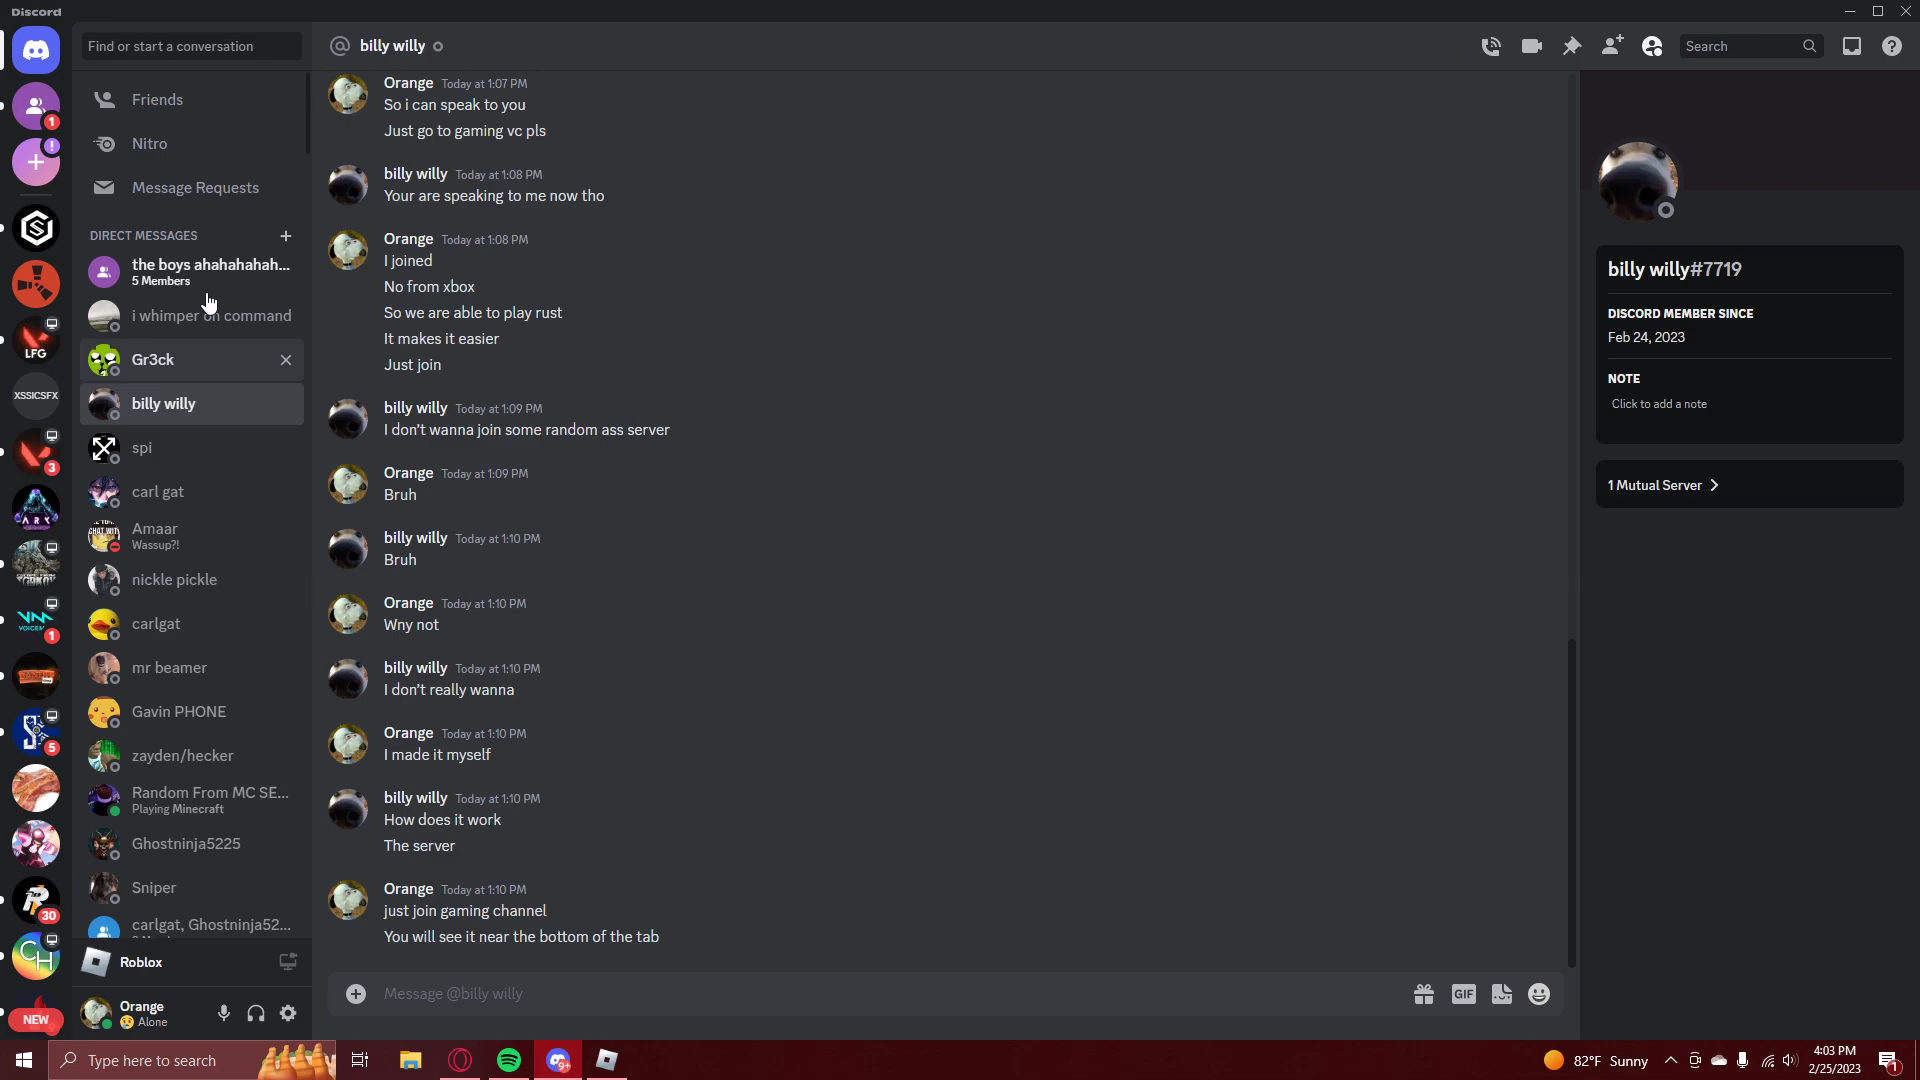 Discord
Find or start a conversation
Friends
Nitro
Message Requests
DIRECT MESSAGES
the boys ahahahahah...
5 Members
i whimper on command
Gr3ck
billy willy
spi
carl gat
Amaar
Wassup?!
nickle pickle
carlgat
mr beamer
Gavin PHONE
zayden/hecker
Random From MC SE...
Playing Minecraft
Ghostninja5225
Sniper
carlgat, Ghostninja52...
Roblox
Orange
Alone
1
LFG
XSSICSFX
3
ARK
VOICEM
1
5
30
CH
NEW
billy willy
Search
Orange Today at 1:07 PM
So i can speak to you
Just go to gaming vc pls
billy willy Today at 1:08 PM
Your are speaking to me now tho
Orange Today at 1:08 PM
I joined
No from xbox
So we are able to play rust
It makes it easier
Just join
billy willy Today at 1:09 PM
I don't wanna join some random ass server
Orange Today at 1:09 PM
Bruh
billy willy Today at 1:10 PM
Bruh
Orange Today at 1:10 PM
Wny not
billy willy Today at 1:10 PM
I don't really wanna
Orange Today at 1:10 PM
I made it myself
billy willy Today at 1:10 PM
How does it work
The server
Orange Today at 1:10 PM
just join gaming channel
You will see it near the bottom of the tab
Message @billy willy
GIF
billy willy#7719
DISCORD MEMBER SINCE
Feb 24, 2023
NOTE
Click to add a note
1 Mutual Server
Type here to search
9+
82°F Sunny
4:03 PM
2/25/2023
1